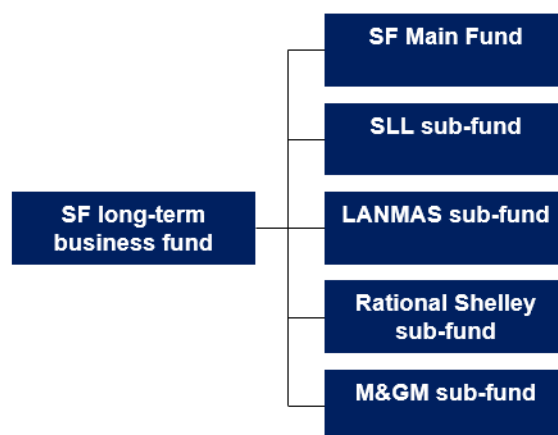 SF Main Fund
SLL sub-fund
SF long-term
business fund
LANMAS sub-fund
Rational Shelley
sub-fund
M&GM sub-fund